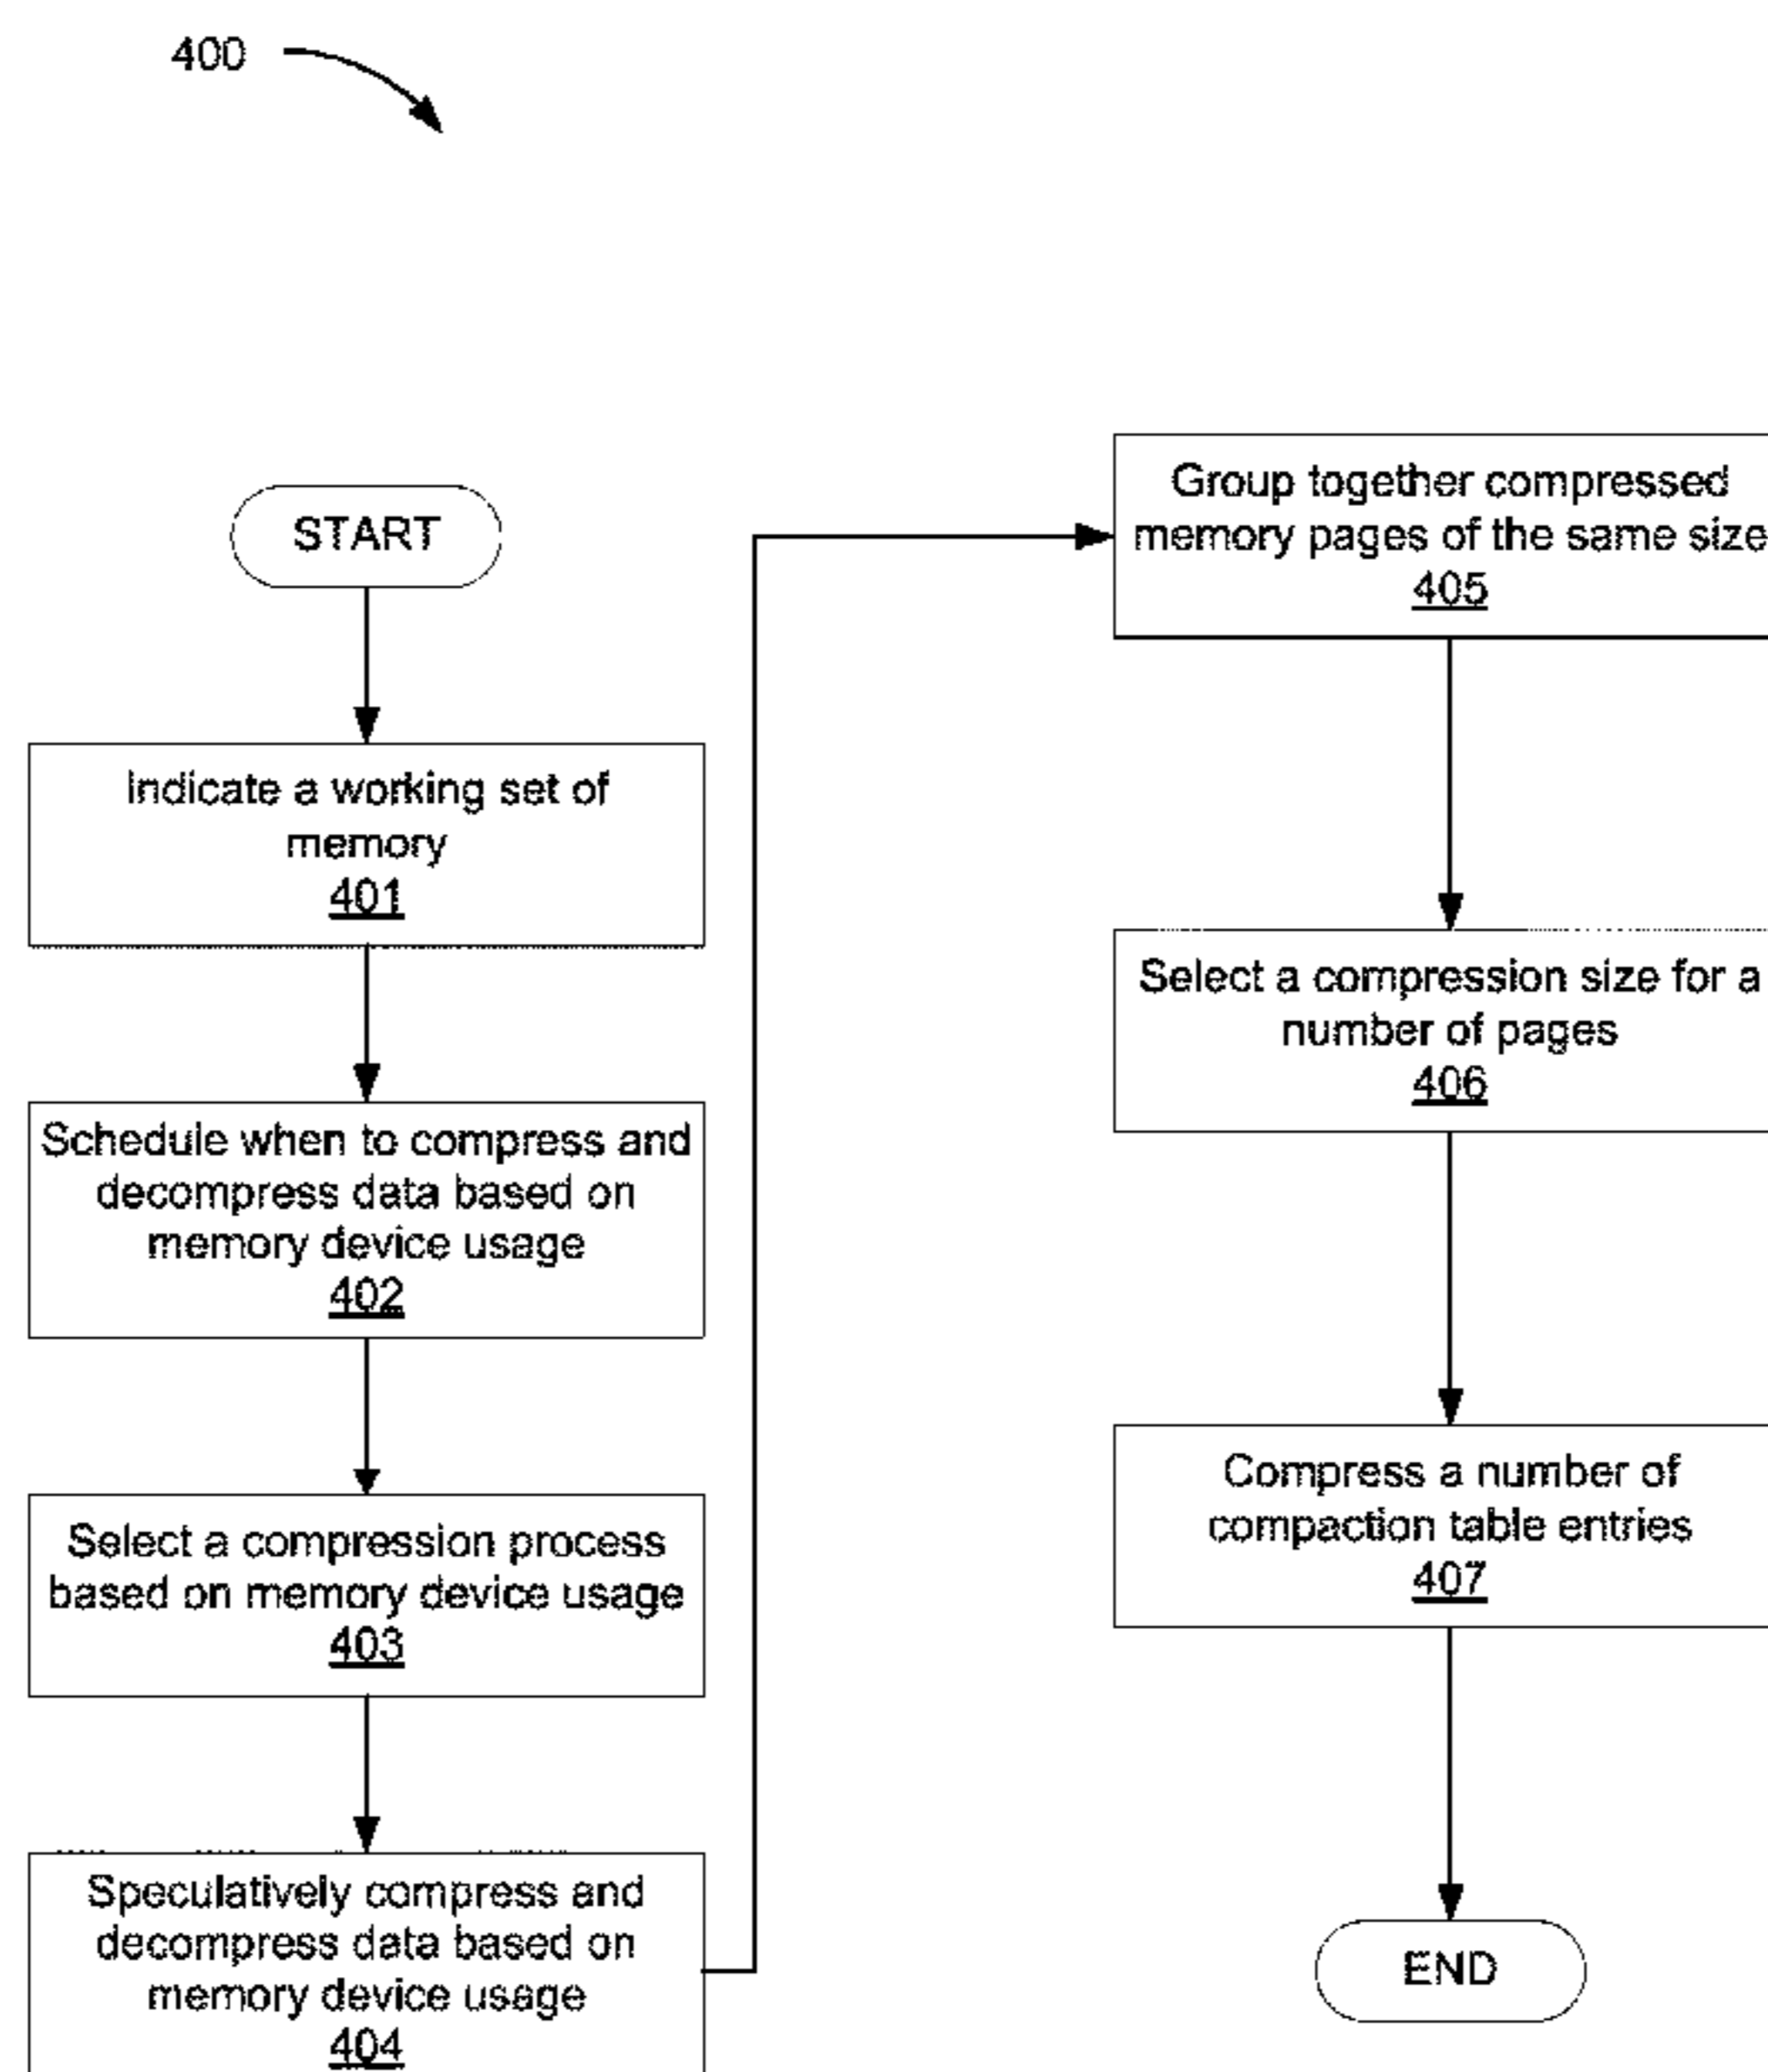 400
START
Indicate a working set of
memory
401
Schedule when to compress and
decompress data based on
memory device usage
402
Select a compression process
based on memory device usage
403
Speculatively compress and
decompress data based on
memory device usage
404
Group together compressed
memory pages of the same size
405
Select a compression size for a
number of pages
406
Compress a number of
compaction table entries
407
END